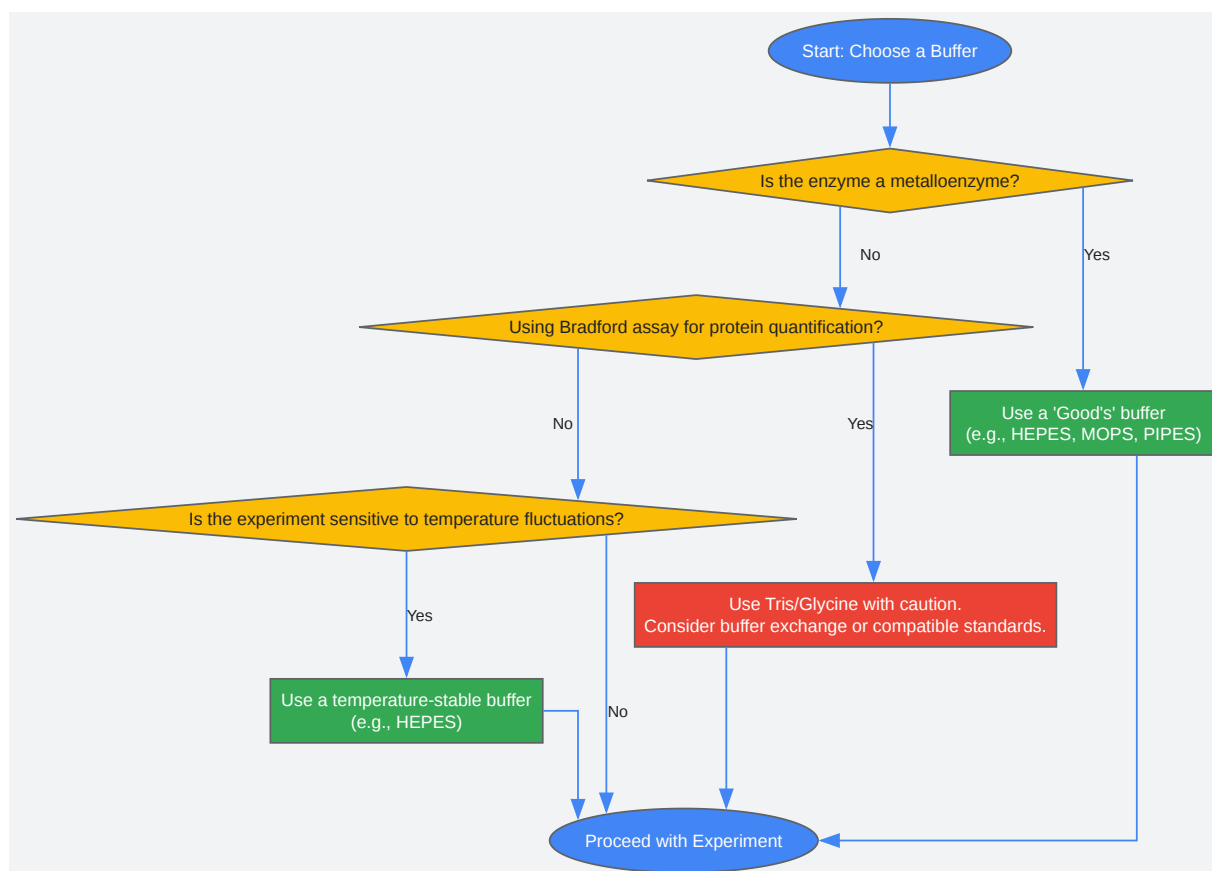 Start: Choose a Buffer
Is the enzyme a metalloenzyme?
No
Yes
Using Bradford assay for protein quantification?
Use a 'Good's' buffer
(e.g., HEPES, MOPS, PIPES)
No
Yes
Is the experiment sensitive to temperature fluctuations?
Use Tris/Glycine with caution.
Consider buffer exchange or compatible standards.
Yes
Use a temperature-stable buffer
(e.g., HEPES)
No
Proceed with Experiment